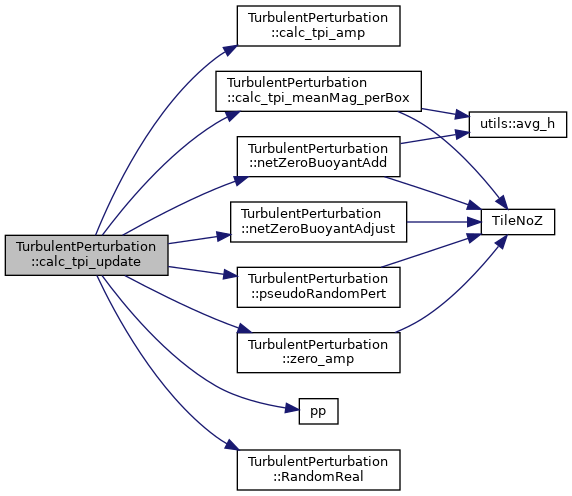 TurbulentPerturbation
::calc_tpi_update
TurbulentPerturbation
::calc_tpi_amp
TurbulentPerturbation
::calc_tpi_meanMag_perBox
TurbulentPerturbation
::netZeroBuoyantAdd
TurbulentPerturbation
::netZeroBuoyantAdjust
TurbulentPerturbation
::pseudoRandomPert
TurbulentPerturbation
::zero_amp
pp
TurbulentPerturbation
::RandomReal
utils::avg_h
TileNoZ